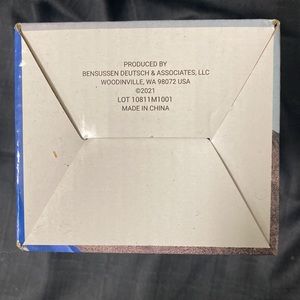 PRODUCED BY
BENSUSSEN DEUTSCH & ASSOCIATES, LLC
WOODINVILLE, WA 98072 USA
©2021
LOT 10811M1001
MADE IN CHINA